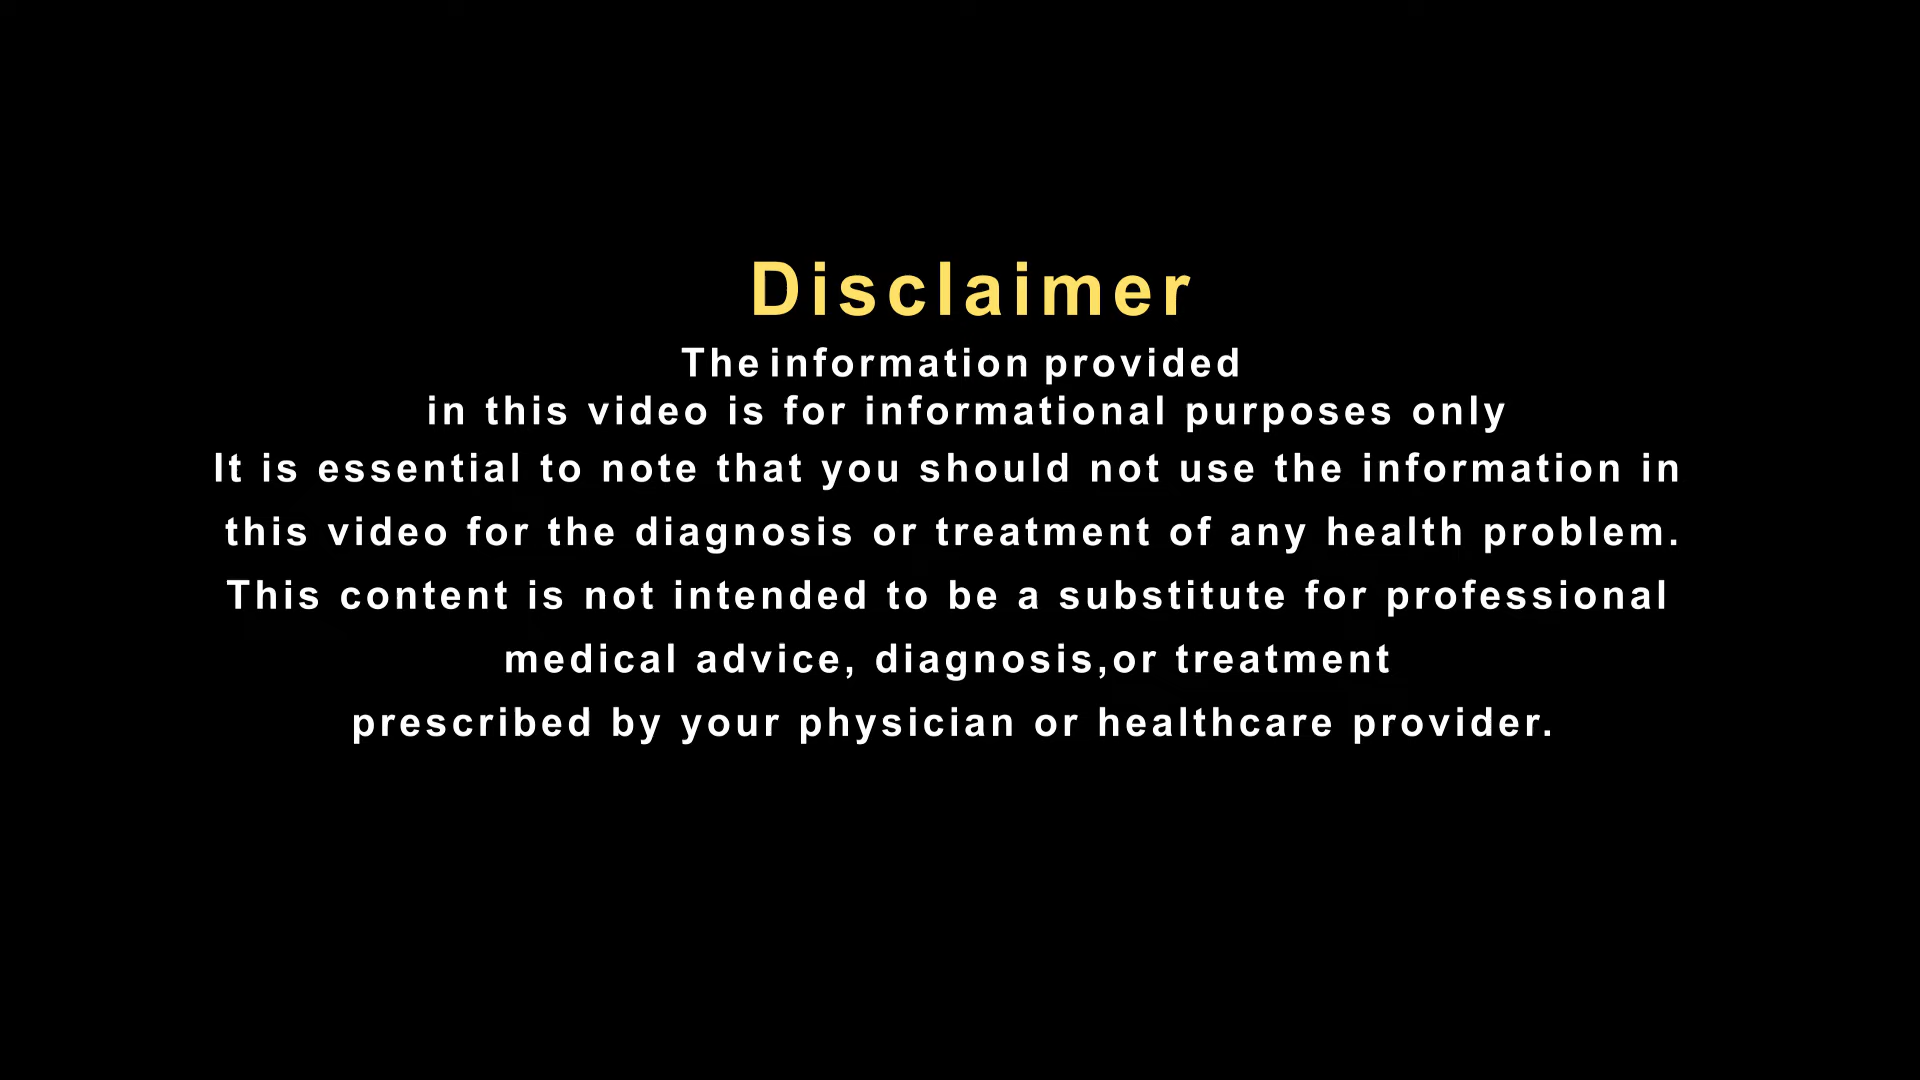 Disclaimer
The information provided
in this video is for informational purposes only
It is essential to note that you should not use the information in
this video for the diagnosis or treatment of any health problem.
This content is not intended to be a substitute for professional
medical advice, diagnosis,or treatment
prescribed by your physician or healthcare provider.